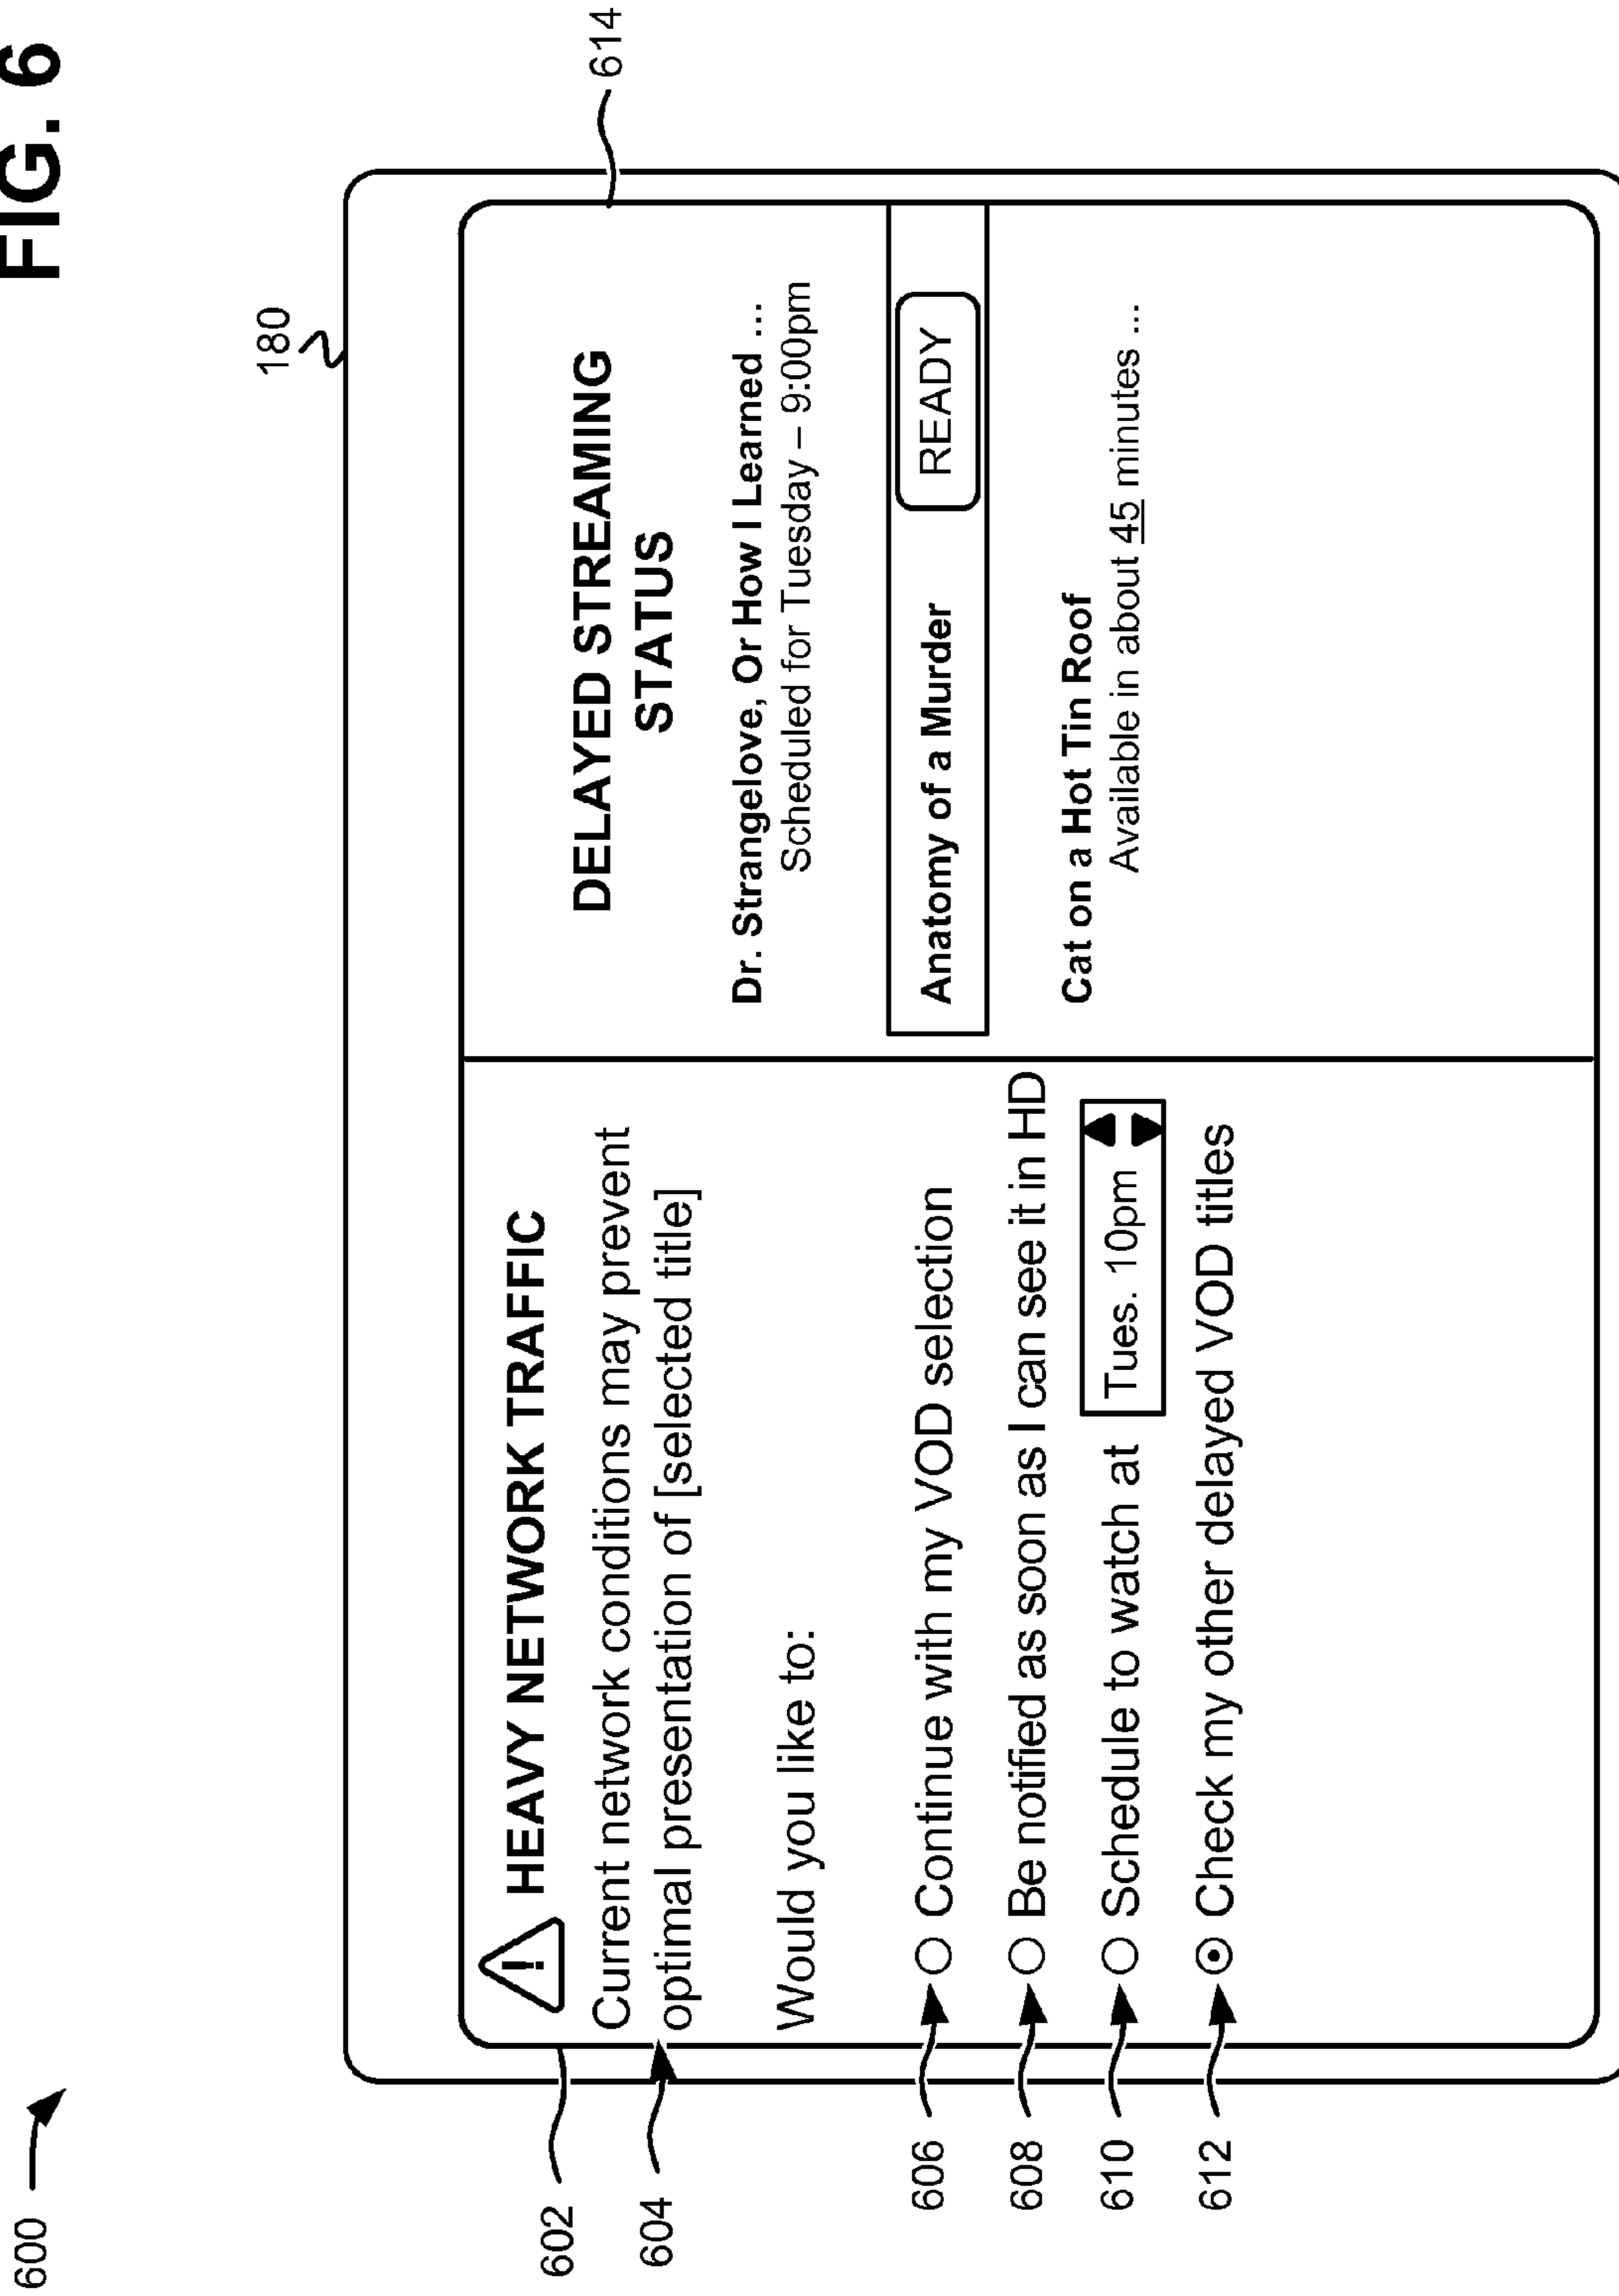 FIG. 6
600
180
602
604
606
608
610
612
614
HEAVY NETWORK TRAFFIC
Current network conditions may prevent
optimal presentation of [selected title]
Would you like to:
Continue with my VOD selection
Be notified as soon as I can see it in HD
Schedule to watch at Tues. 10pm
Check my other delayed VOD titles
DELAYED STREAMING
STATUS
Dr. Strangelove, Or How I Learned ...
Scheduled for Tuesday – 9:00pm
Anatomy of a Murder READY
Cat on a Hot Tin Roof
Available in about 45 minutes ...